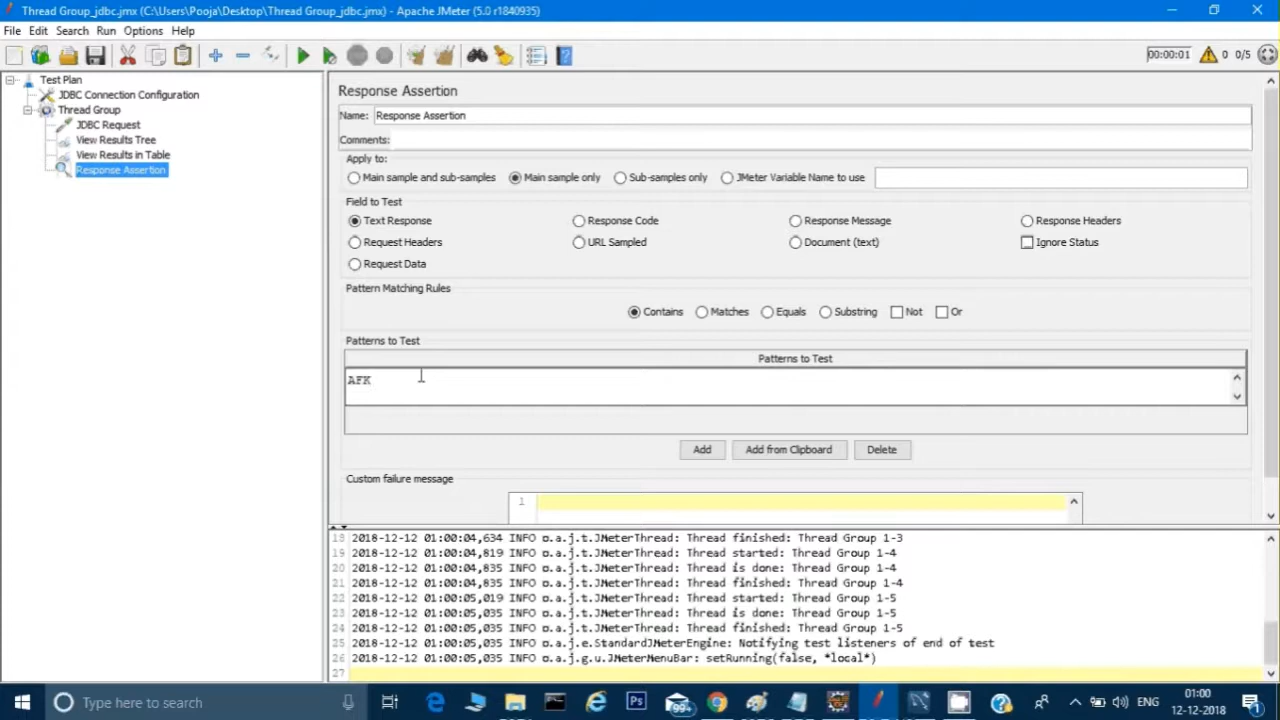 Thread Group_jdbc.jmx (C:\Users\Pooja\Desktop\Thread Group_jdbc.jmx) - Apache JMeter (5.0 r1840935)
File Edit Search Run Options Help
00:00:01 0 0/5
Test Plan
JDBC Connection Configuration
Thread Group
JDBC Request
View Results Tree
View Results in Table
Response Assertion
Response Assertion
Name: Response Assertion
Comments:
Apply to:
Main sample and sub-samples Main sample only Sub-samples only JMeter Variable Name to use
Field to Test
Text Response Response Code Response Message Response Headers
Request Headers URL Sampled Document (text) Ignore Status
Request Data
Pattern Matching Rules
Contains Matches Equals Substring Not Or
Patterns to Test
Patterns to Test
AFK
Add Add from Clipboard Delete
Custom failure message
1
18 2018-12-12 01:00:04,634 INFO o.a.j.t.JMeterThread: Thread finished: Thread Group 1-3
19 2018-12-12 01:00:04,819 INFO o.a.j.t.JMeterThread: Thread started: Thread Group 1-4
20 2018-12-12 01:00:04,835 INFO o.a.j.t.JMeterThread: Thread is done: Thread Group 1-4
21 2018-12-12 01:00:04,835 INFO o.a.j.t.JMeterThread: Thread finished: Thread Group 1-4
22 2018-12-12 01:00:05,019 INFO o.a.j.t.JMeterThread: Thread started: Thread Group 1-5
23 2018-12-12 01:00:05,035 INFO o.a.j.t.JMeterThread: Thread is done: Thread Group 1-5
24 2018-12-12 01:00:05,035 INFO o.a.j.t.JMeterThread: Thread finished: Thread Group 1-5
25 2018-12-12 01:00:05,035 INFO o.a.j.e.StandardJMeterEngine: Notifying test listeners of end of test
26 2018-12-12 01:00:05,035 INFO o.a.j.g.u.JMeterMenuBar: setRunning(false, *local*)
27
Type here to search
99+
Ps
ENG
01:00
12-12-2018
1